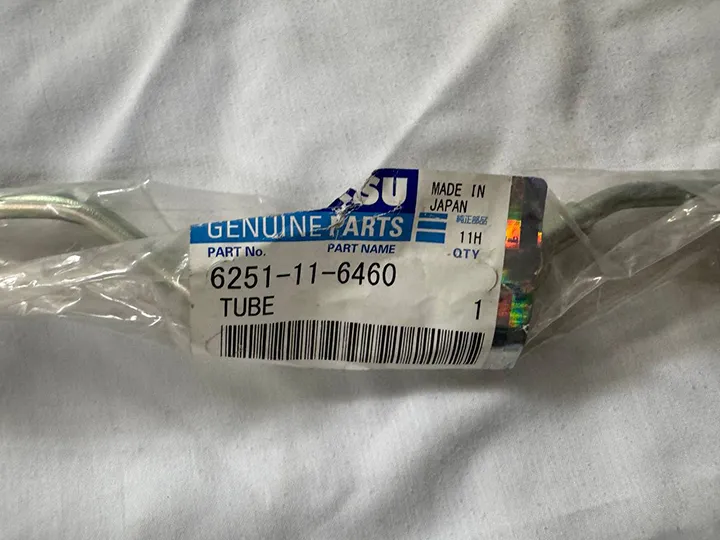 SU
MADE IN
JAPAN
GENUINE PARTS
純正部品
11H
PART No.
PART NAME
QTY
6251-11-6460
TUBE
1